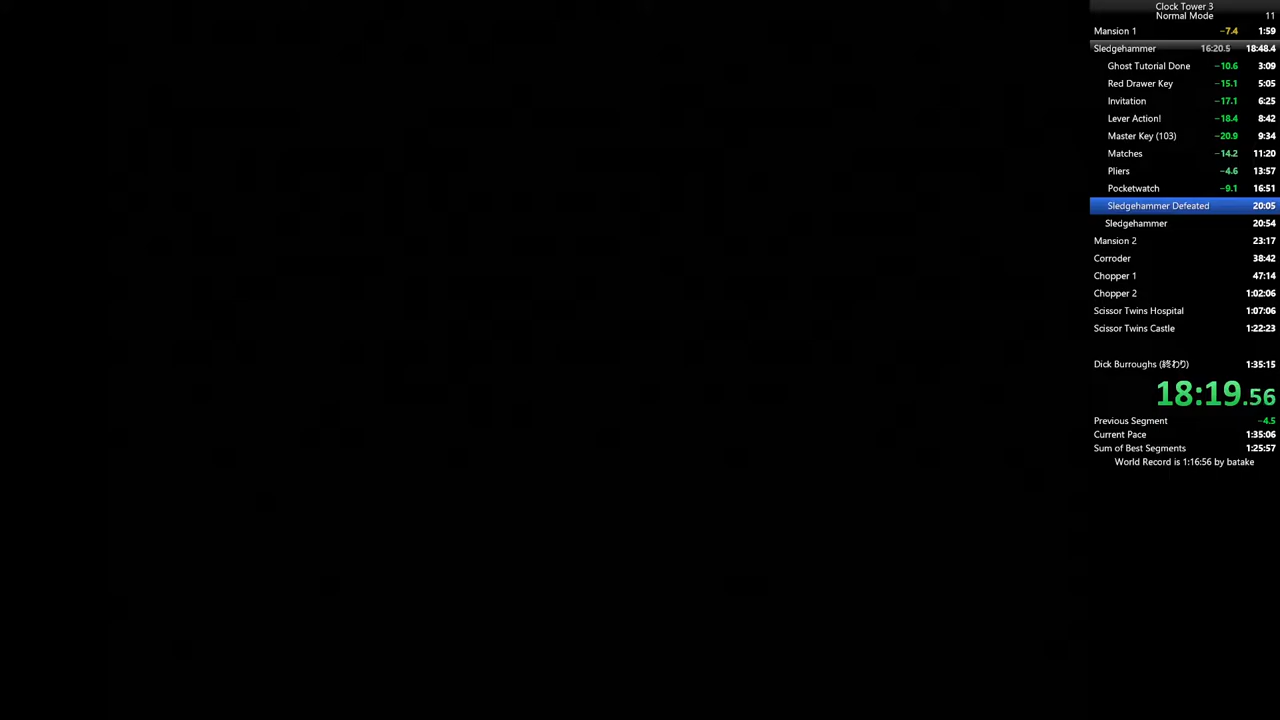 Clock Tower 3
Normal Mode 11
Mansion 1 −7.4 1:59
Sledgehammer 16:20.5 18:48.4
Ghost Tutorial Done −10.6 3:09
Red Drawer Key −15.1 5:05
Invitation −17.1 6:25
Lever Action! −18.4 8:42
Master Key (103) −20.9 9:34
Matches −14.2 11:20
Pliers −4.6 13:57
Pocketwatch −9.1 16:51
Sledgehammer Defeated 20:05
Sledgehammer 20:54
Mansion 2 23:17
Corroder 38:42
Chopper 1 47:14
Chopper 2 1:02:06
Scissor Twins Hospital 1:07:06
Scissor Twins Castle 1:22:23
Dick Burroughs (終わり) 1:35:15
18:19.56
Previous Segment −4.5
Current Pace 1:35:06
Sum of Best Segments 1:25:57
World Record is 1:16:56 by batake